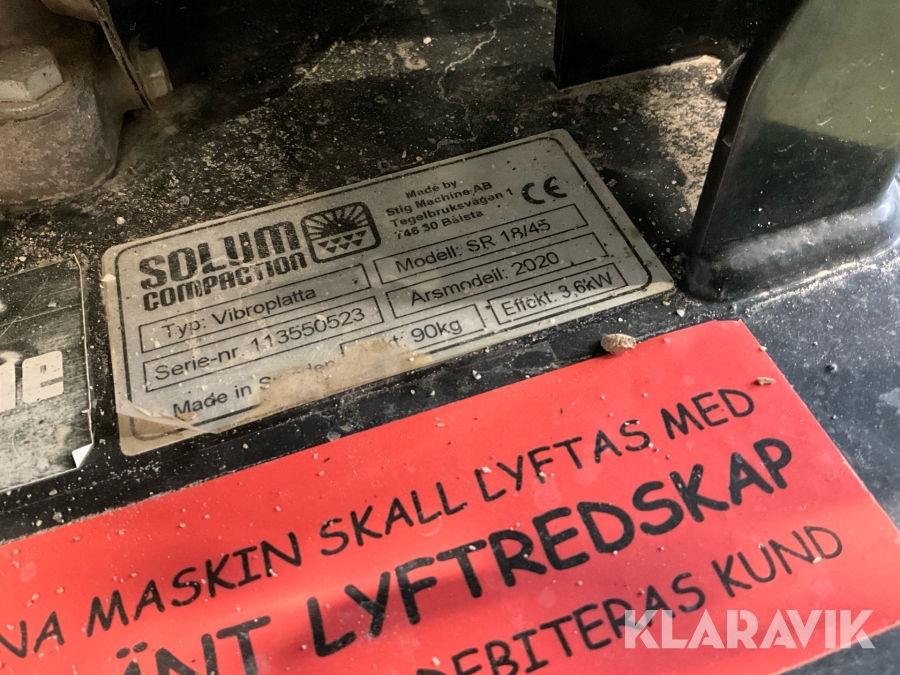 SOLUM
COMPACTION
Made by
Stig Machine AB
Tegelbruksvägen 1
746 30 Bålsta
CE
Typ: Vibroplatta
Modell: SR 18/45
Serie-nr. 113550523
Årsmodell: 2020
90kg
Effekt: 3,6kW
Made in
MASKIN SKALL LYFTAS MED
LYFTREDSKAP
DEBITERAS KUND
KLARAVIK